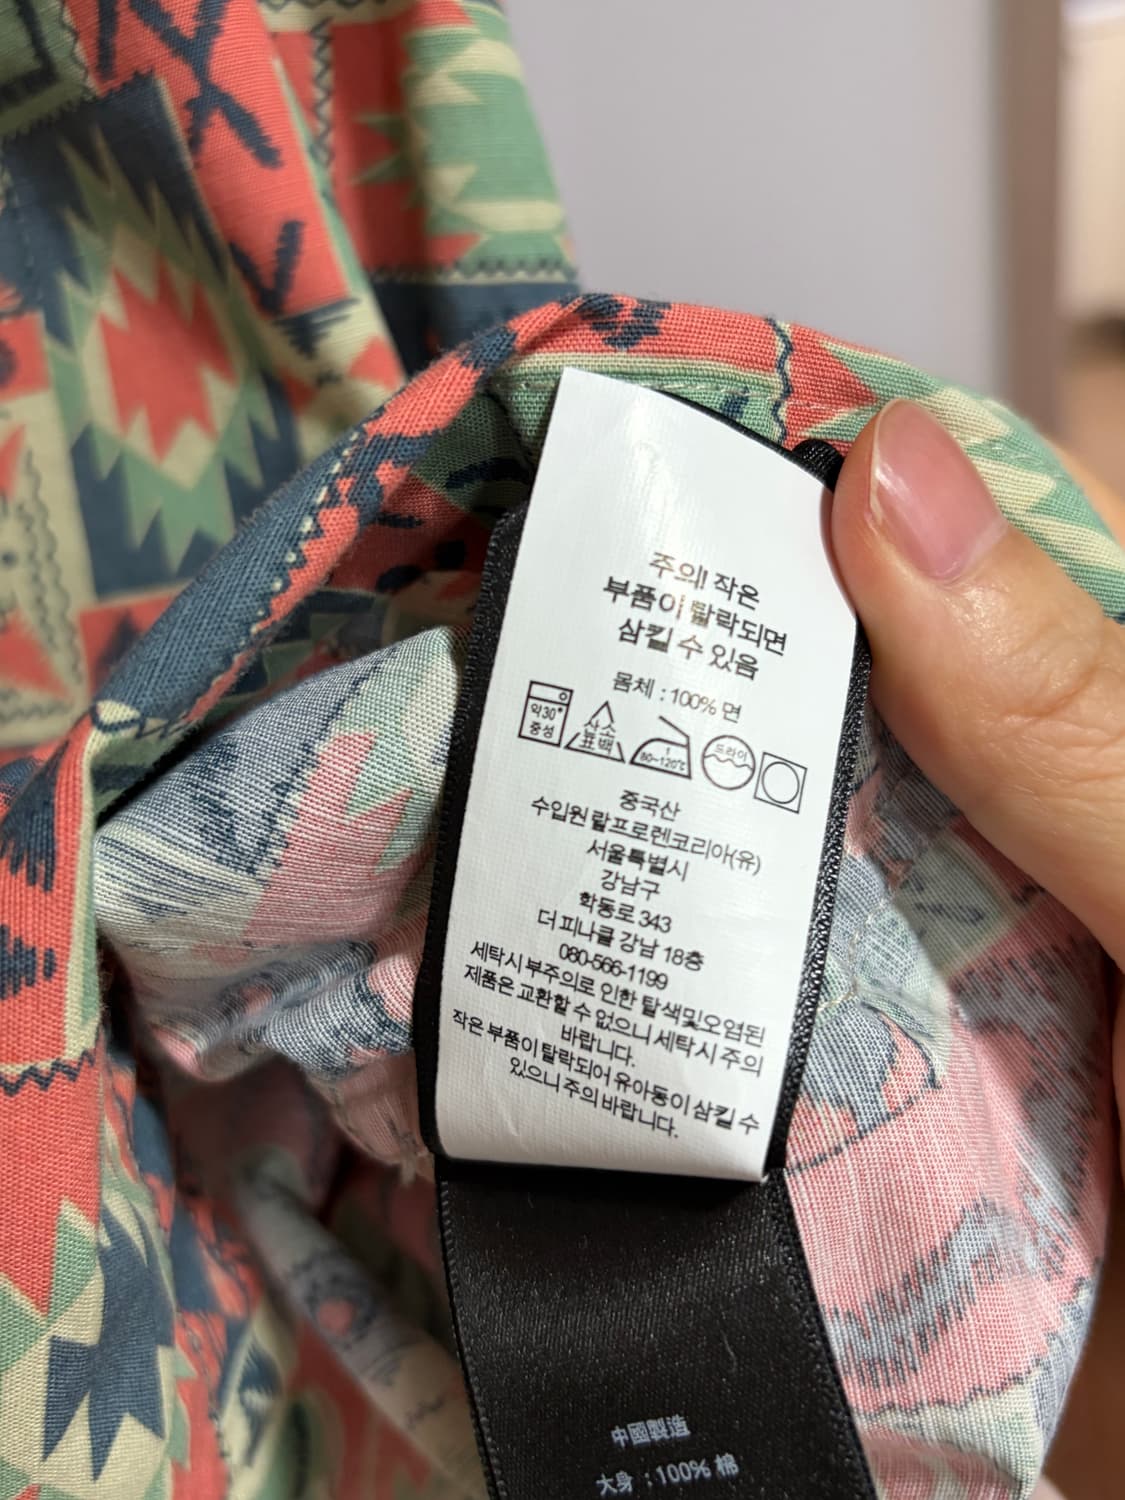 주의! 작은
부품이 탈락되면
삼킬 수 있음
몸체 : 100% 면
약30°
중성
산소
표백
1
80~120℃
드라이
중국산
수입원 랄프로렌코리아(유)
서울특별시
강남구
학동로 343
더 피나클 강남 18층
080-566-1199
세탁시 부주의로 인한 탈색및오염된
제품은 교환할 수 없으니 세탁시 주의
바랍니다.
작은 부품이 탈락되어 유아동이 삼킬 수
있으니 주의 바랍니다.
中國製造
大身 : 100% 棉